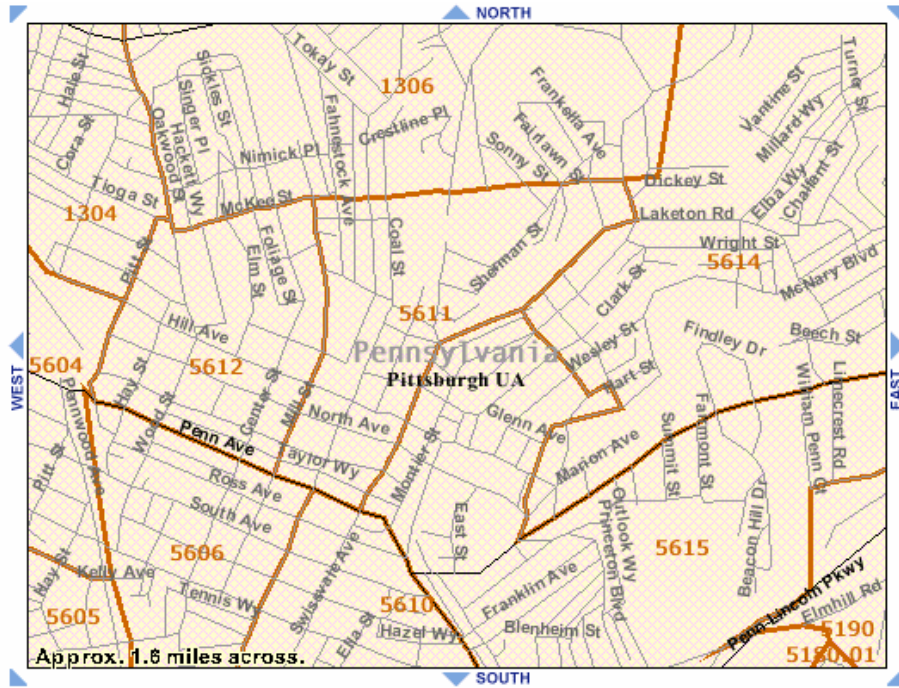 NORTH
Tokay St
Turner St
Hale St
Sickles St
1306
Frankella Ave
Vantine St
Singer Pl
Fahnestock Ave
Crestline Pl
Fairlawn St
Millard Wy
Cora St
Oakwood St
Hackett Wy
Nimick Pl
Sonny St
Tioga St
McKee St
Dickey St
Elba Wy
Chalfant St
1304
Laketon Rd
Pitt St
Foliage St
Elm St
Coal St
Sherman St
Wright St
5614
McNary Blvd
Clark St
5611
Hill Ave
Findley Dr
Beech St
5604
5612
Pennsylvania
Wesley St
WEST
EAST
Pittsburgh UA
Hart St
Hay St
Center St
Mill St
William Penn Ct
Limecrest Rd
Pennwood Ave
Wood St
North Ave
Glenn Ave
Fairmont St
Summit St
Penn Ave
Taylor Wy
Montier St
Marion Ave
Pitt St
Ross Ave
South Ave
East St
Outlook Wy
Princeton Blvd
Beacon Hill Dr
5606
Swissvale Ave
5615
Hay St
Kelly Ave
Franklin Ave
Penn-Lincoln Pkwy
Tennis Wy
5605
5610
Ella St
Hazel Wy
Blenheim St
Elmhill Rd
5190
5180.01
Approx. 1.6 miles across.
SOUTH